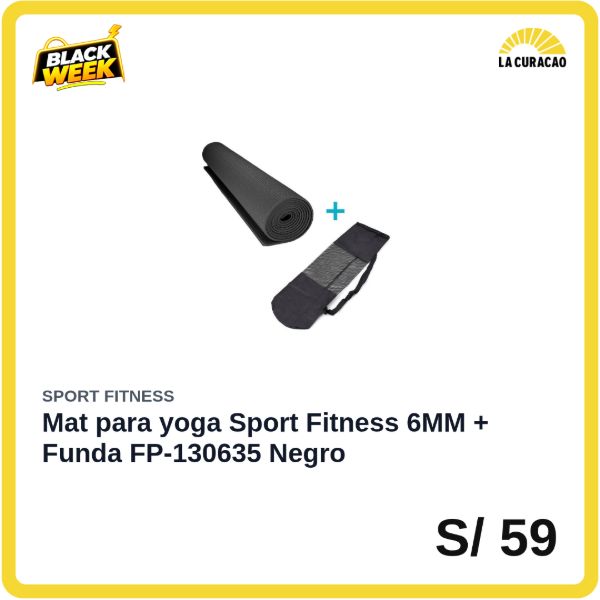 BLACK
WEEK
LA CURACAO
+
SPORT FITNESS
Mat para yoga Sport Fitness 6MM +
Funda FP-130635 Negro
S/ 59